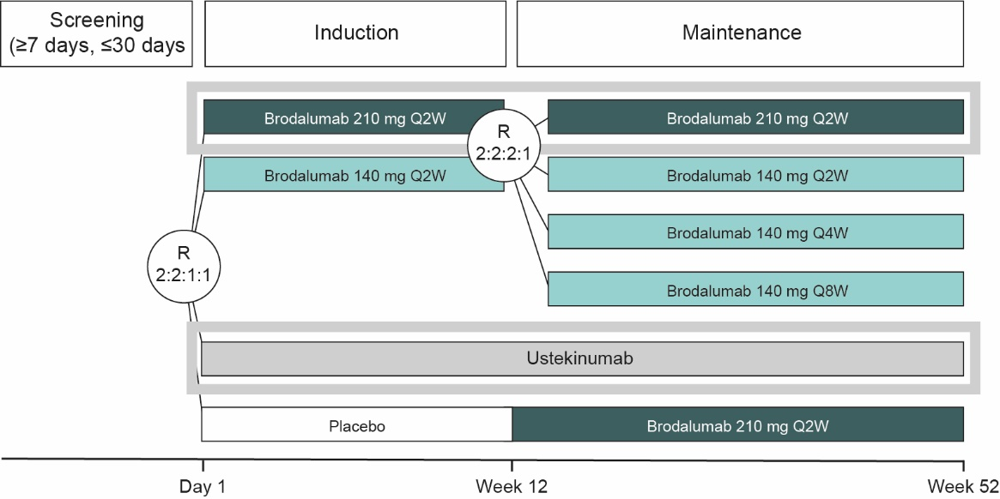 Screening
(≥7 days, ≤30 days
Induction
Maintenance
Brodalumab 210 mg Q2W
R
2:2:2:1
Brodalumab 210 mg Q2W
Brodalumab 140 mg Q2W
Brodalumab 140 mg Q2W
Brodalumab 140 mg Q4W
R
2:2:1:1
Brodalumab 140 mg Q8W
Ustekinumab
Placebo
Brodalumab 210 mg Q2W
Day 1
Week 12
Week 52